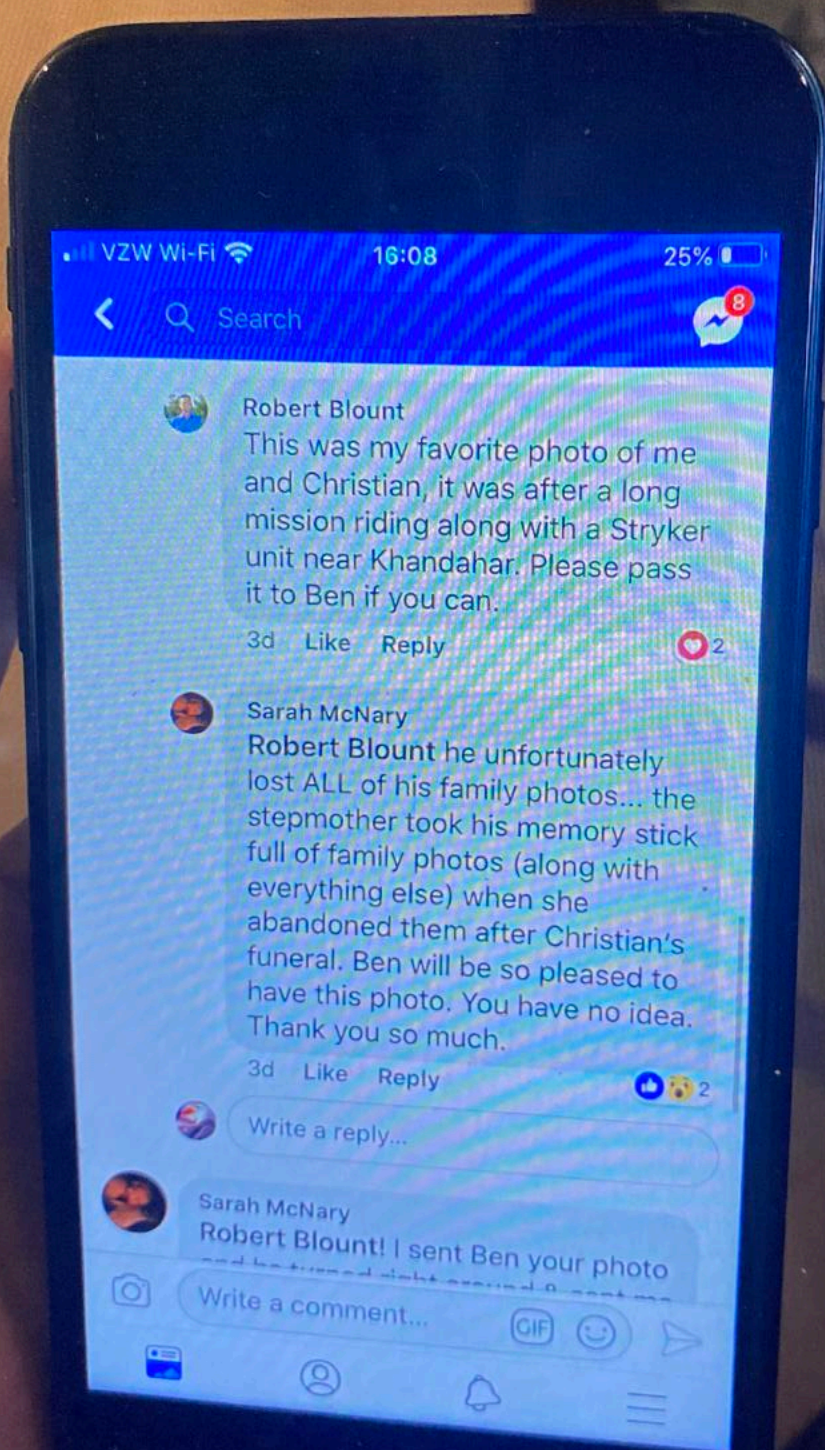 VZW Wi-Fi 16:08 25%
Search 8
Robert Blount
This was my favorite photo of me
and Christian, it was after a long
mission riding along with a Stryker
unit near Khandahar. Please pass
it to Ben if you can.
3d Like Reply 2
Sarah McNary
Robert Blount he unfortunately
lost ALL of his family photos... the
stepmother took his memory stick
full of family photos (along with
everything else) when she
abandoned them after Christian's
funeral. Ben will be so pleased to
have this photo. You have no idea.
Thank you so much.
3d Like Reply 2
Write a reply...
Sarah McNary
Robert Blount! I sent Ben your photo
Write a comment... GIF